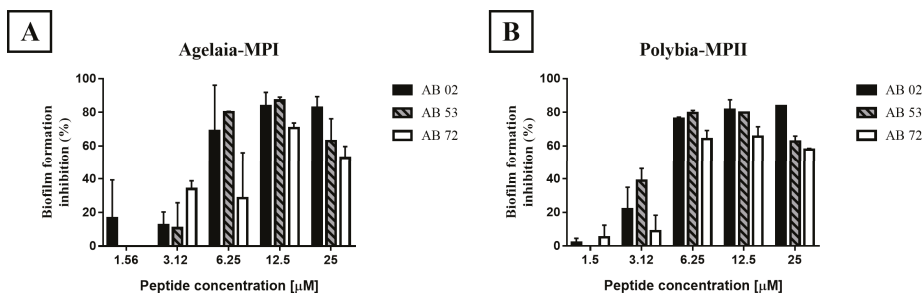 A
Agelaia-MPI
Biofilm formation
inhibition (%)
100
80
60
40
20
0
1.56
3.12
6.25
12.5
25
Peptide concentration [µM]
AB 02
AB 53
AB 72
B
Polybia-MPII
Biofilm formation
inhibition (%)
100
80
60
40
20
0
1.5
3.12
6.25
12.5
25
Peptide concentration [µM]
AB 02
AB 53
AB 72